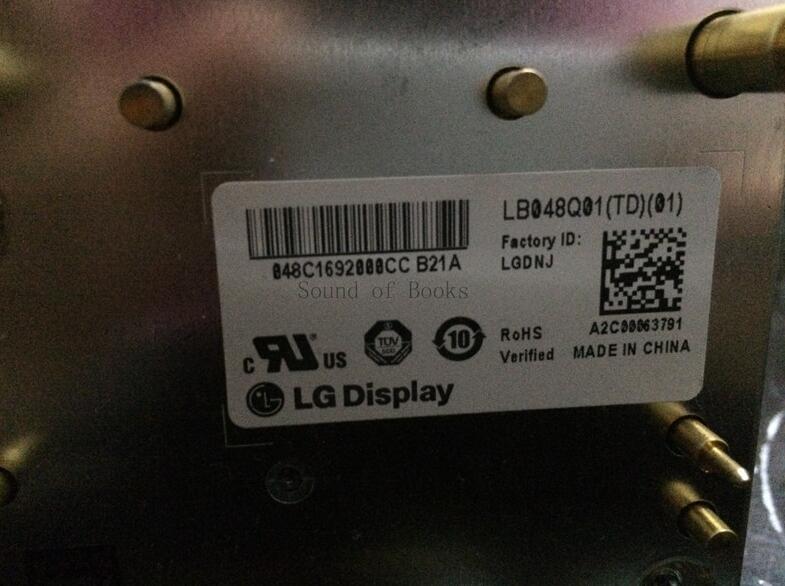 LB048Q01(TD)(01)
048C1692000CC B21A
Factory ID:
LGDNJ
Sound of Books
A2C00063791
C RU US
TÜV
10
RoHS
Verified
MADE IN CHINA
LG Display